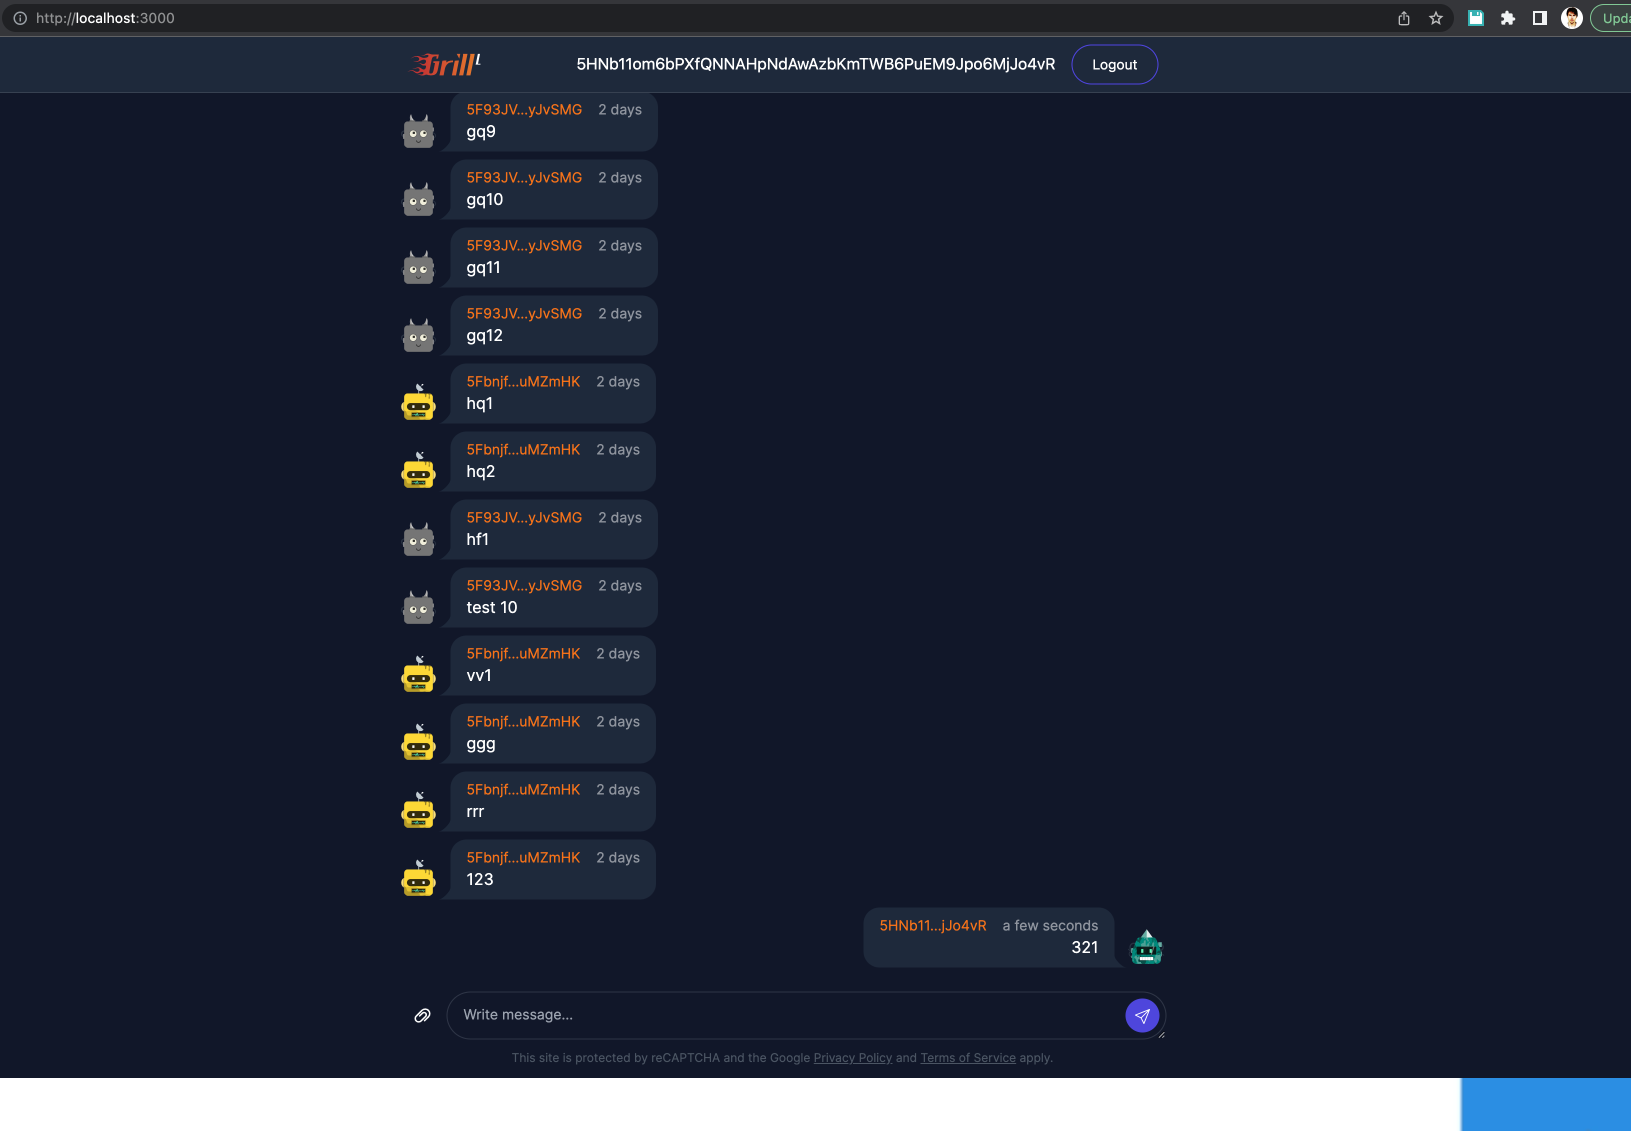 http://localhost:3000
Upda
Grill L
5HNb11om6bPXfQNNAHpNdAwAzbKmTWB6PuEM9Jpo6MjJo4vR
Logout
5F93JV...yJvSMG 2 days
gq9
5F93JV...yJvSMG 2 days
gq10
5F93JV...yJvSMG 2 days
gq11
5F93JV...yJvSMG 2 days
gq12
5Fbnjf...uMZmHK 2 days
hq1
5Fbnjf...uMZmHK 2 days
hq2
5F93JV...yJvSMG 2 days
hf1
5F93JV...yJvSMG 2 days
test 10
5Fbnjf...uMZmHK 2 days
vv1
5Fbnjf...uMZmHK 2 days
ggg
5Fbnjf...uMZmHK 2 days
rrr
5Fbnjf...uMZmHK 2 days
123
5HNb11...jJo4vR a few seconds
321
Write message...
This site is protected by reCAPTCHA and the Google Privacy Policy and Terms of Service apply.